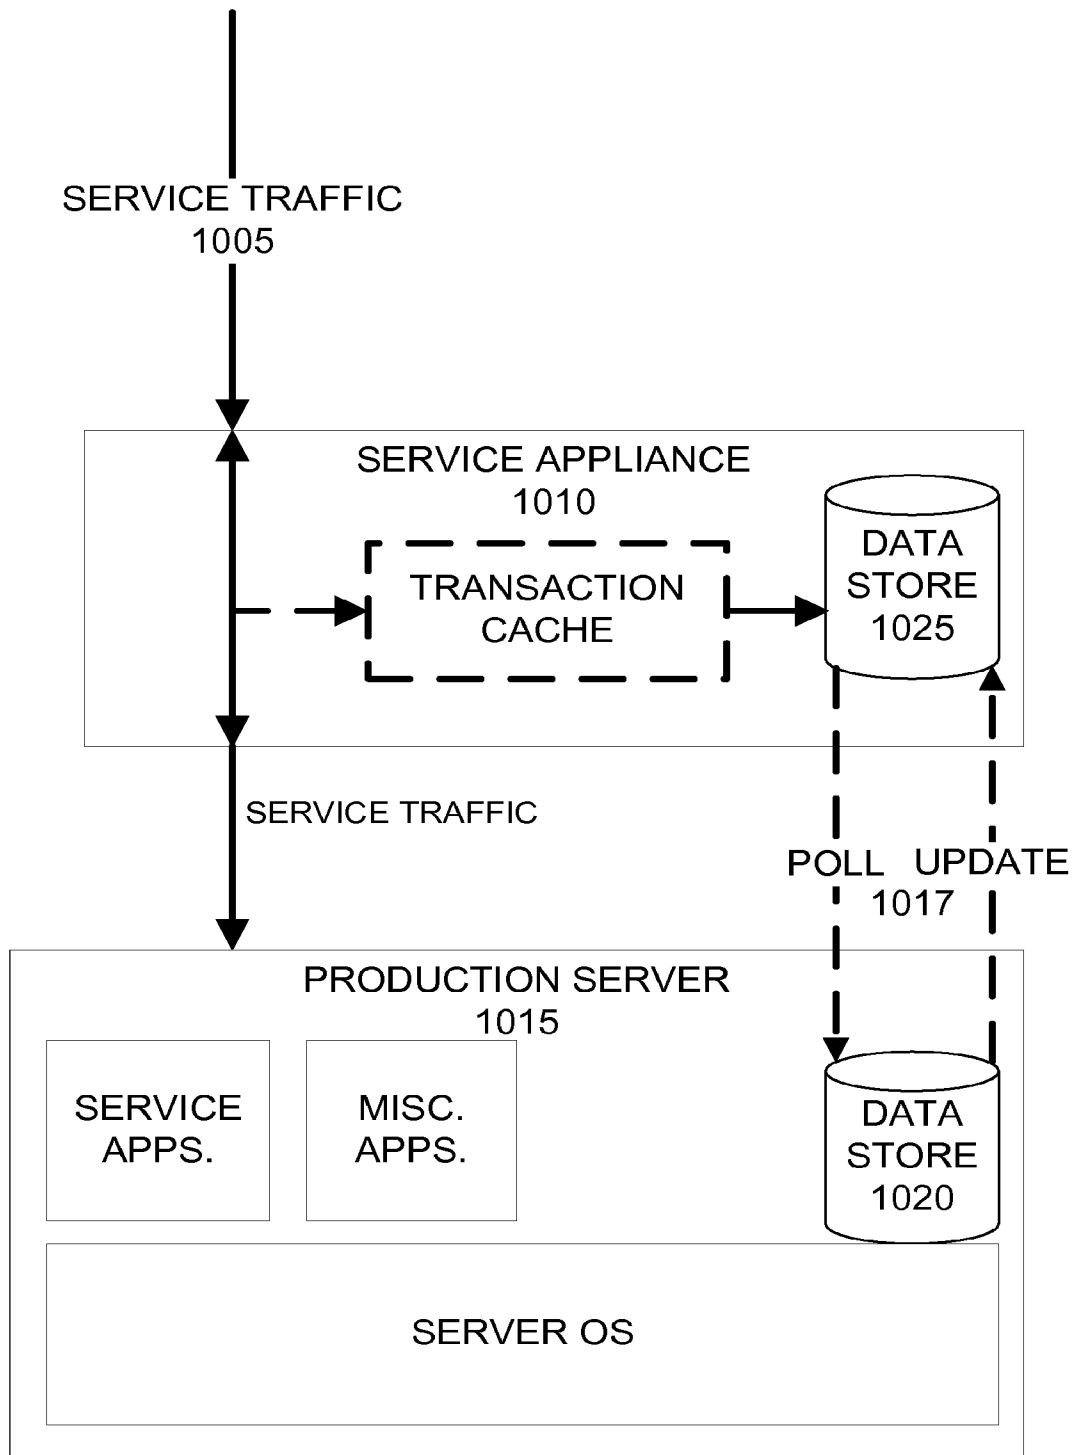 SERVICE TRAFFIC
1005
SERVICE APPLIANCE
1010
TRANSACTION
CACHE
DATA
STORE
1025
SERVICE TRAFFIC
POLL UPDATE
1017
PRODUCTION SERVER
1015
SERVICE
APPS.
MISC.
APPS.
DATA
STORE
1020
SERVER OS